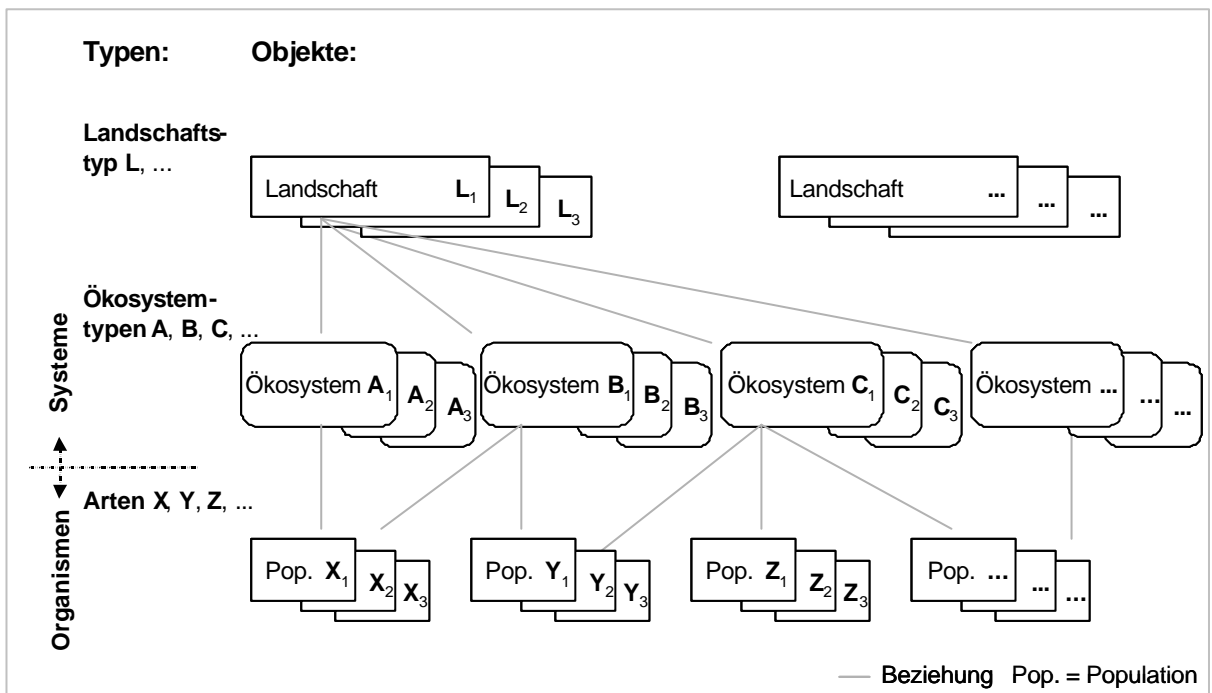 Typen: Objekte:
Landschafts-
typ L, ...
Landschaft L1 L2 L3
Landschaft ... ... ...
Ökosystem-
typen A, B, C, ...
Ökosystem A1 A2 A3
Ökosystem B1 B2 B3
Ökosystem C1 C2 C3
Ökosystem ... ... ...
Systeme
Organismen
Arten X, Y, Z, ...
Pop. X1 X2 X3
Pop. Y1 Y2 Y3
Pop. Z1 Z2 Z3
Pop. ... ... ...
Beziehung Pop. = Population